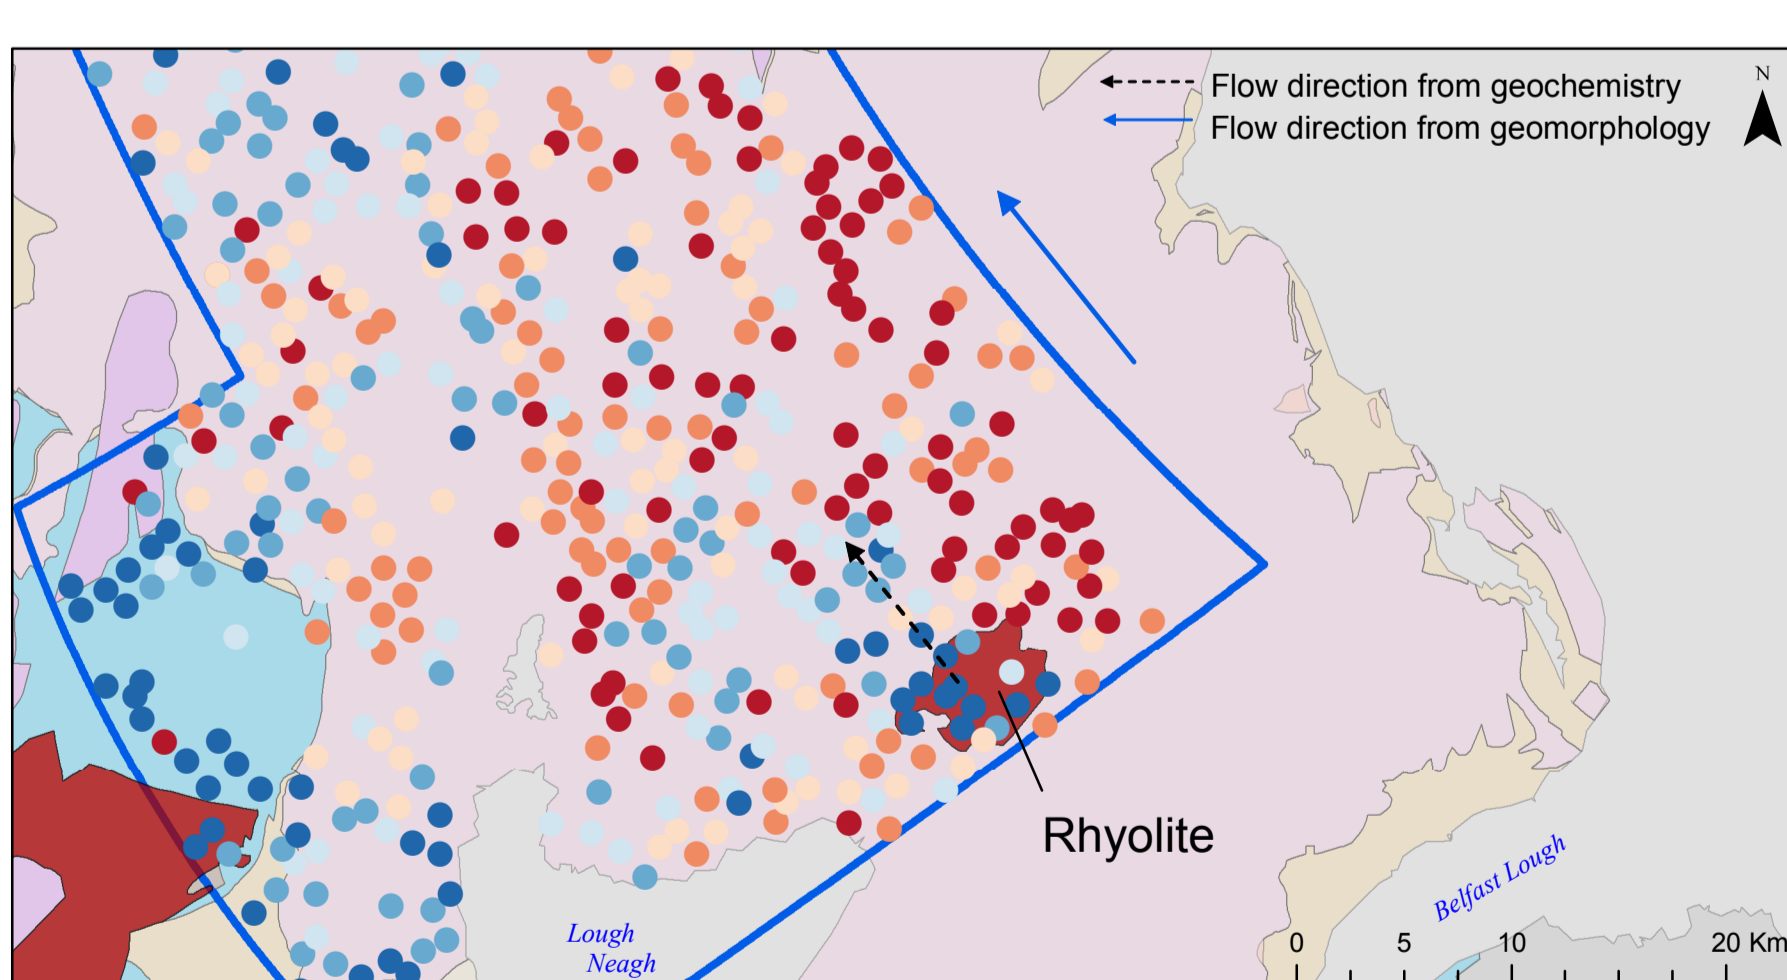 Flow direction from geochemistry
N
Flow direction from geomorphology
Rhyolite
Belfast Lough
Lough
Neagh
0 5 10 20 Km